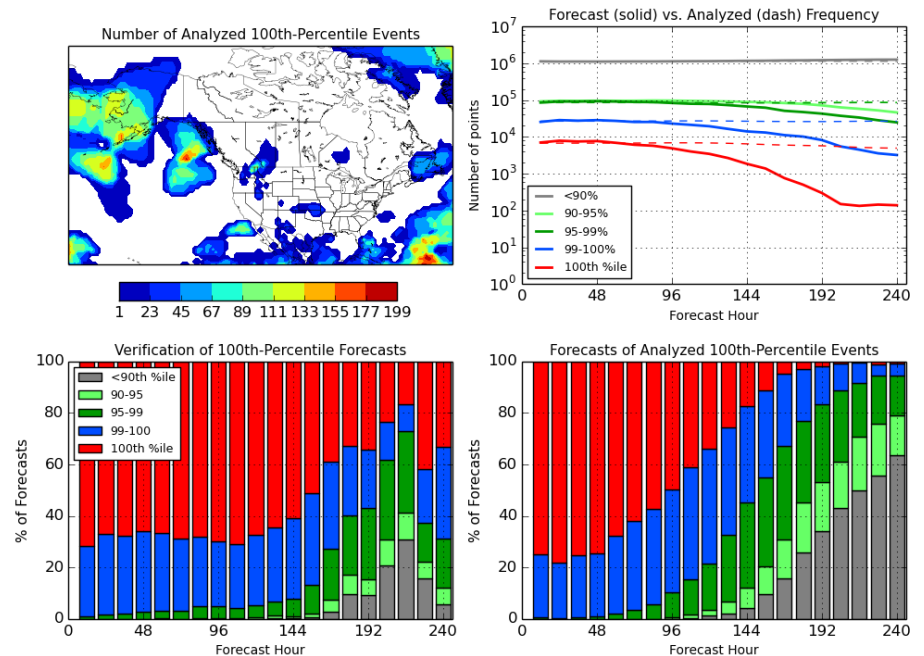 Number of Analyzed 100th-Percentile Events
1 23 45 67 89 111 133 155 177 199
Forecast (solid) vs. Analyzed (dash) Frequency
Number of points
10^7
10^6
10^5
10^4
10^3
10^2
10^1
10^0
<90%
90-95%
95-99%
99-100%
100th %ile
0 48 96 144 192 240
Forecast Hour
Verification of 100th-Percentile Forecasts
% of Forecasts
100
80
60
40
20
0
<90th %ile
90-95
95-99
99-100
100th %ile
0 48 96 144 192 240
Forecast Hour
Forecasts of Analyzed 100th-Percentile Events
% of Forecasts
100
80
60
40
20
0
0 48 96 144 192 240
Forecast Hour